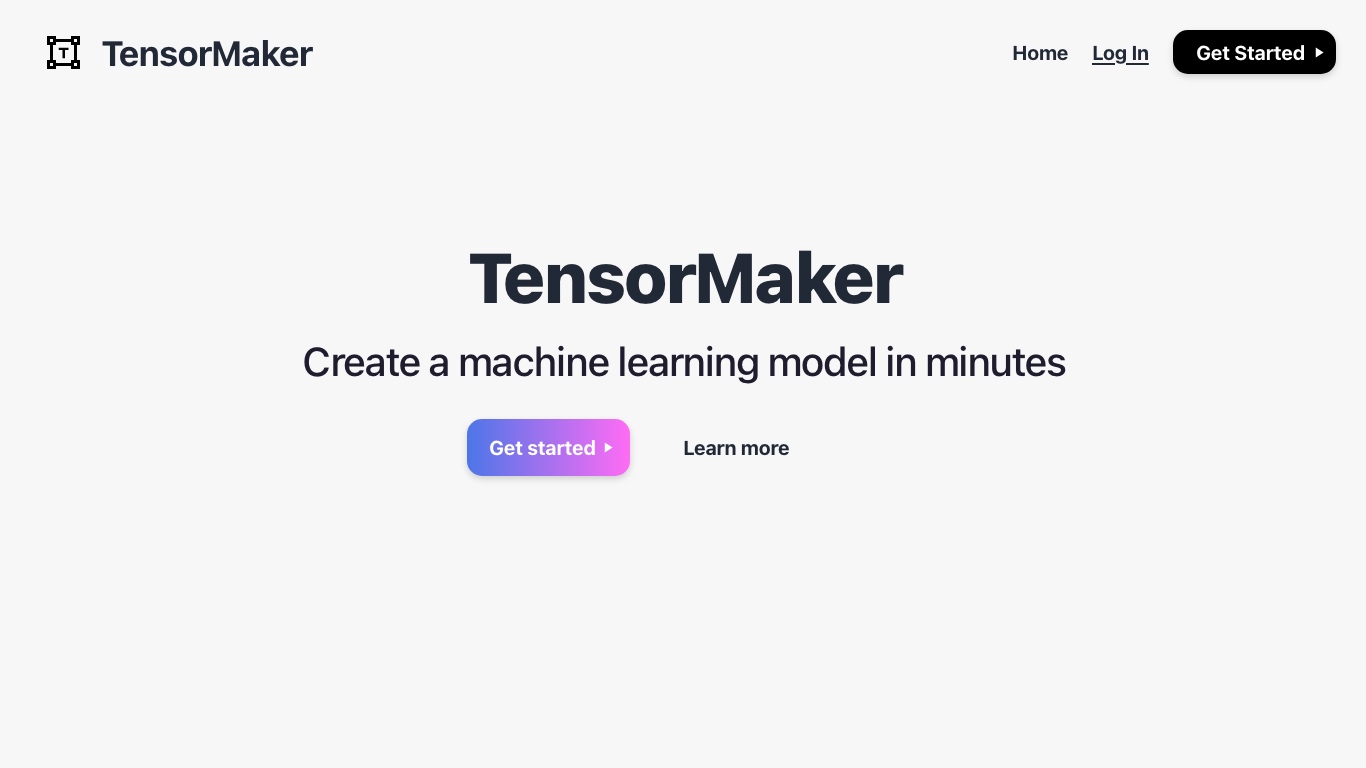 T TensorMaker
Home Log In Get Started
TensorMaker
Create a machine learning model in minutes
Get started Learn more